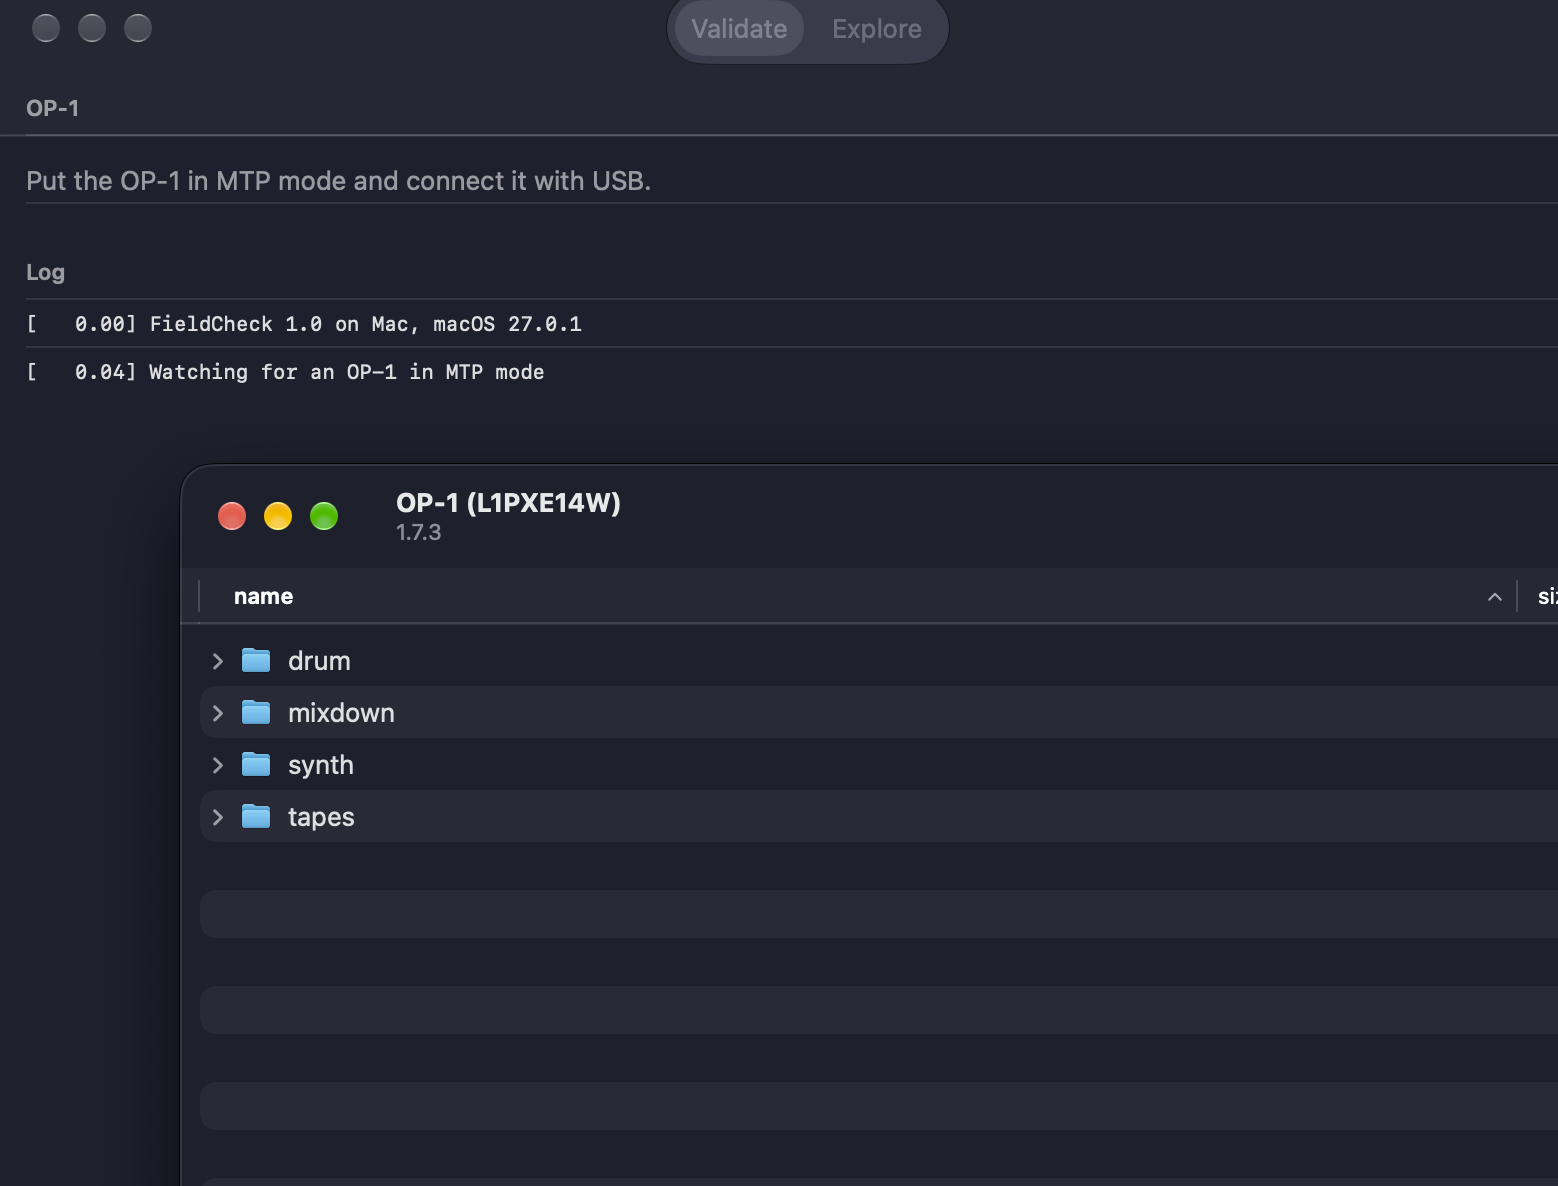 Validate
Explore
OP-1
Put the OP-1 in MTP mode and connect it with USB.
Log
[   0.00] FieldCheck 1.0 on Mac, macOS 27.0.1
[   0.04] Watching for an OP-1 in MTP mode
OP-1 (L1PXE14W)
1.7.3
name
drum
mixdown
synth
tapes